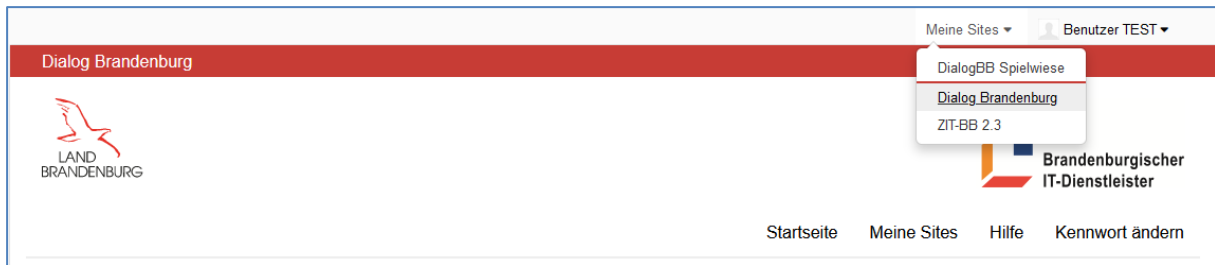 Meine Sites Benutzer TEST
Dialog Brandenburg
DialogBB Spielwiese
Dialog Brandenburg
ZIT-BB 2.3
LAND
BRANDENBURG
Brandenburgischer
IT-Dienstleister
Startseite Meine Sites Hilfe Kennwort ändern